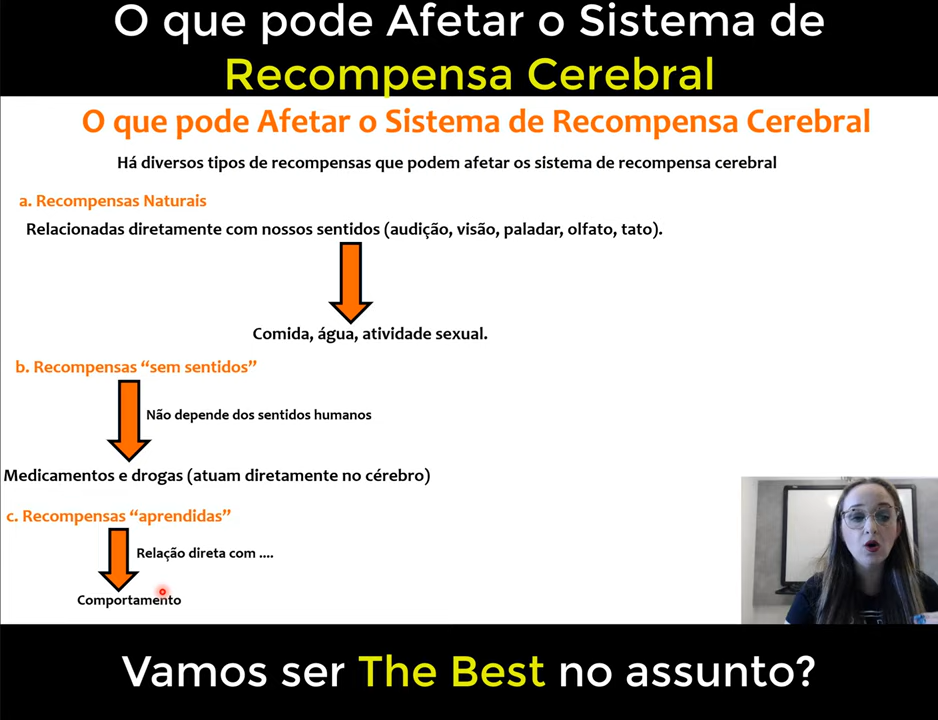 O que pode Afetar o Sistema de
Recompensa Cerebral
O que pode Afetar o Sistema de Recompensa Cerebral
Há diversos tipos de recompensas que podem afetar os sistema de recompensa cerebral
a. Recompensas Naturais
Relacionadas diretamente com nossos sentidos (audição, visão, paladar, olfato, tato).
Comida, água, atividade sexual.
b. Recompensas “sem sentidos”
Não depende dos sentidos humanos
Medicamentos e drogas (atuam diretamente no cérebro)
c. Recompensas “aprendidas”
Relação direta com ....
Comportamento
Vamos ser The Best no assunto?